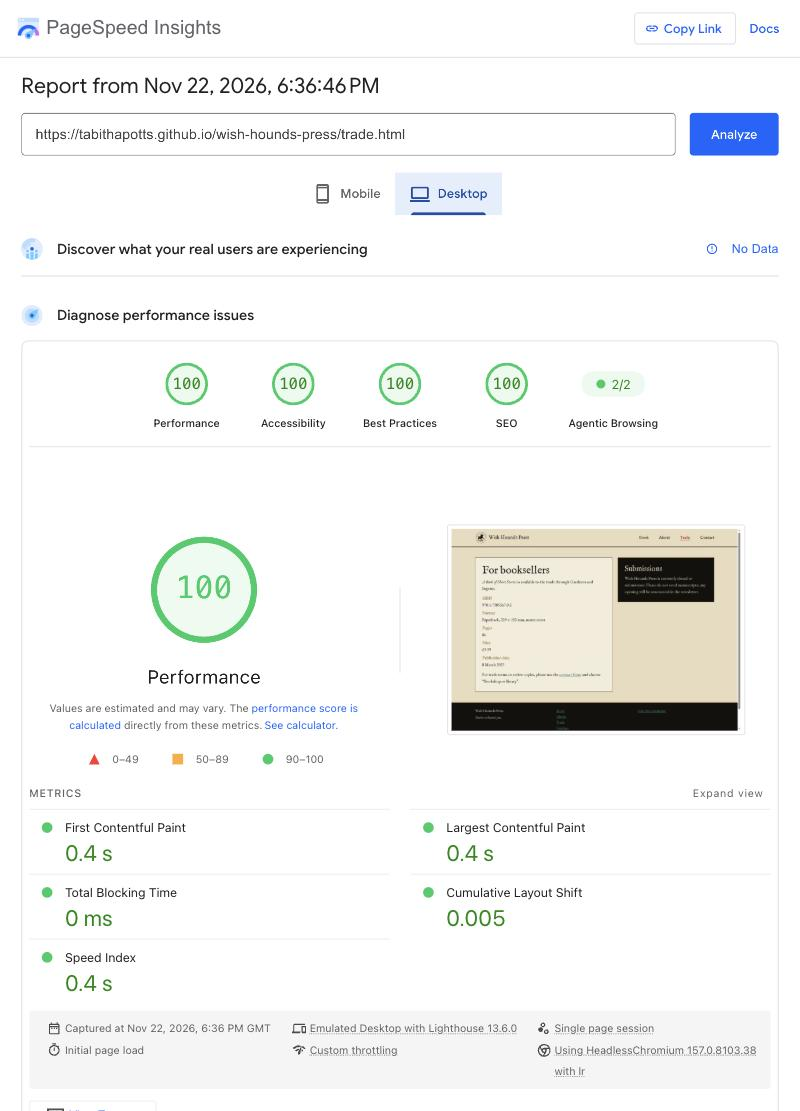 PageSpeed Insights
Copy Link
Docs
Report from Nov 22, 2026, 6:36:46 PM
https://tabithapotts.github.io/wish-hounds-press/trade.html
Analyze
Mobile
Desktop
Discover what your real users are experiencing
No Data
Diagnose performance issues
100
100
100
100
2/2
Performance
Accessibility
Best Practices
SEO
Agentic Browsing
100
Performance
Values are estimated and may vary. The performance score is
calculated directly from these metrics. See calculator.
0–49
50–89
90–100
Wish Hounds Press
About
Trade
Contact
For booksellers
Submissions
METRICS
Expand view
First Contentful Paint
0.4 s
Largest Contentful Paint
0.4 s
Total Blocking Time
0 ms
Cumulative Layout Shift
0.005
Speed Index
0.4 s
Captured at Nov 22, 2026, 6:36 PM GMT
Emulated Desktop with Lighthouse 13.6.0
Single page session
Initial page load
Custom throttling
Using HeadlessChromium 157.0.8103.38
with lr